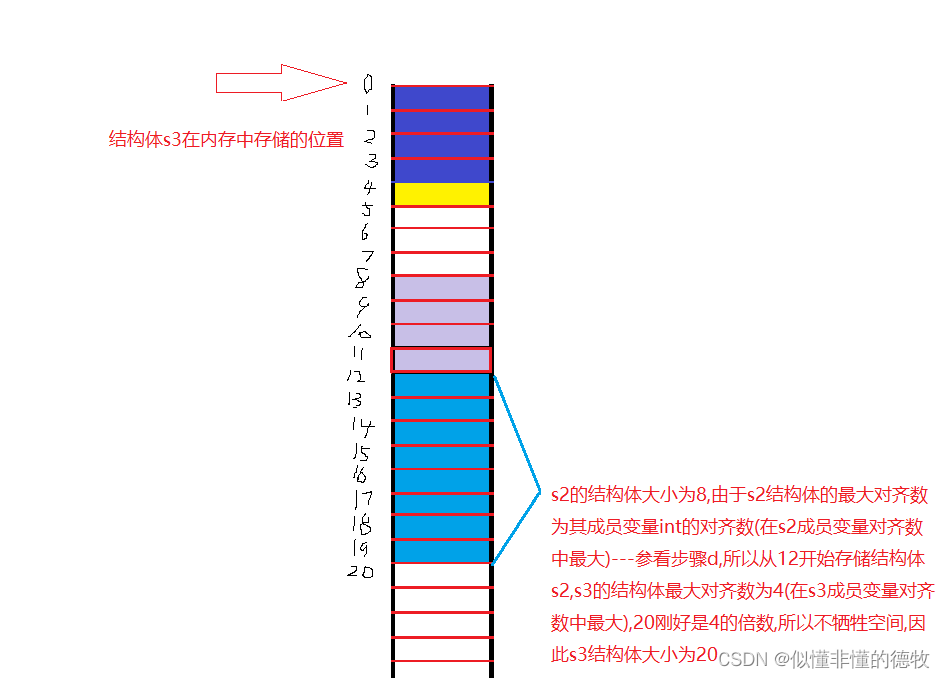 0
结构体s3在内存中存储的位置
1
2
3
4
5
6
7
8
9
10
11
12
13
14
15
16
17
18
19
20
s2的结构体大小为8,由于s2结构体的最大对齐数
为其成员变量int的对齐数(在s2成员变量对齐数
中最大)---参看步骤d,所以从12开始存储结构体
s2,s3的结构体最大对齐数为4(在s3成员变量对齐
数中最大),20刚好是4的倍数,所以不牺牲空间,因
此s3结构体大小为20
CSDN @似懂非懂的德牧